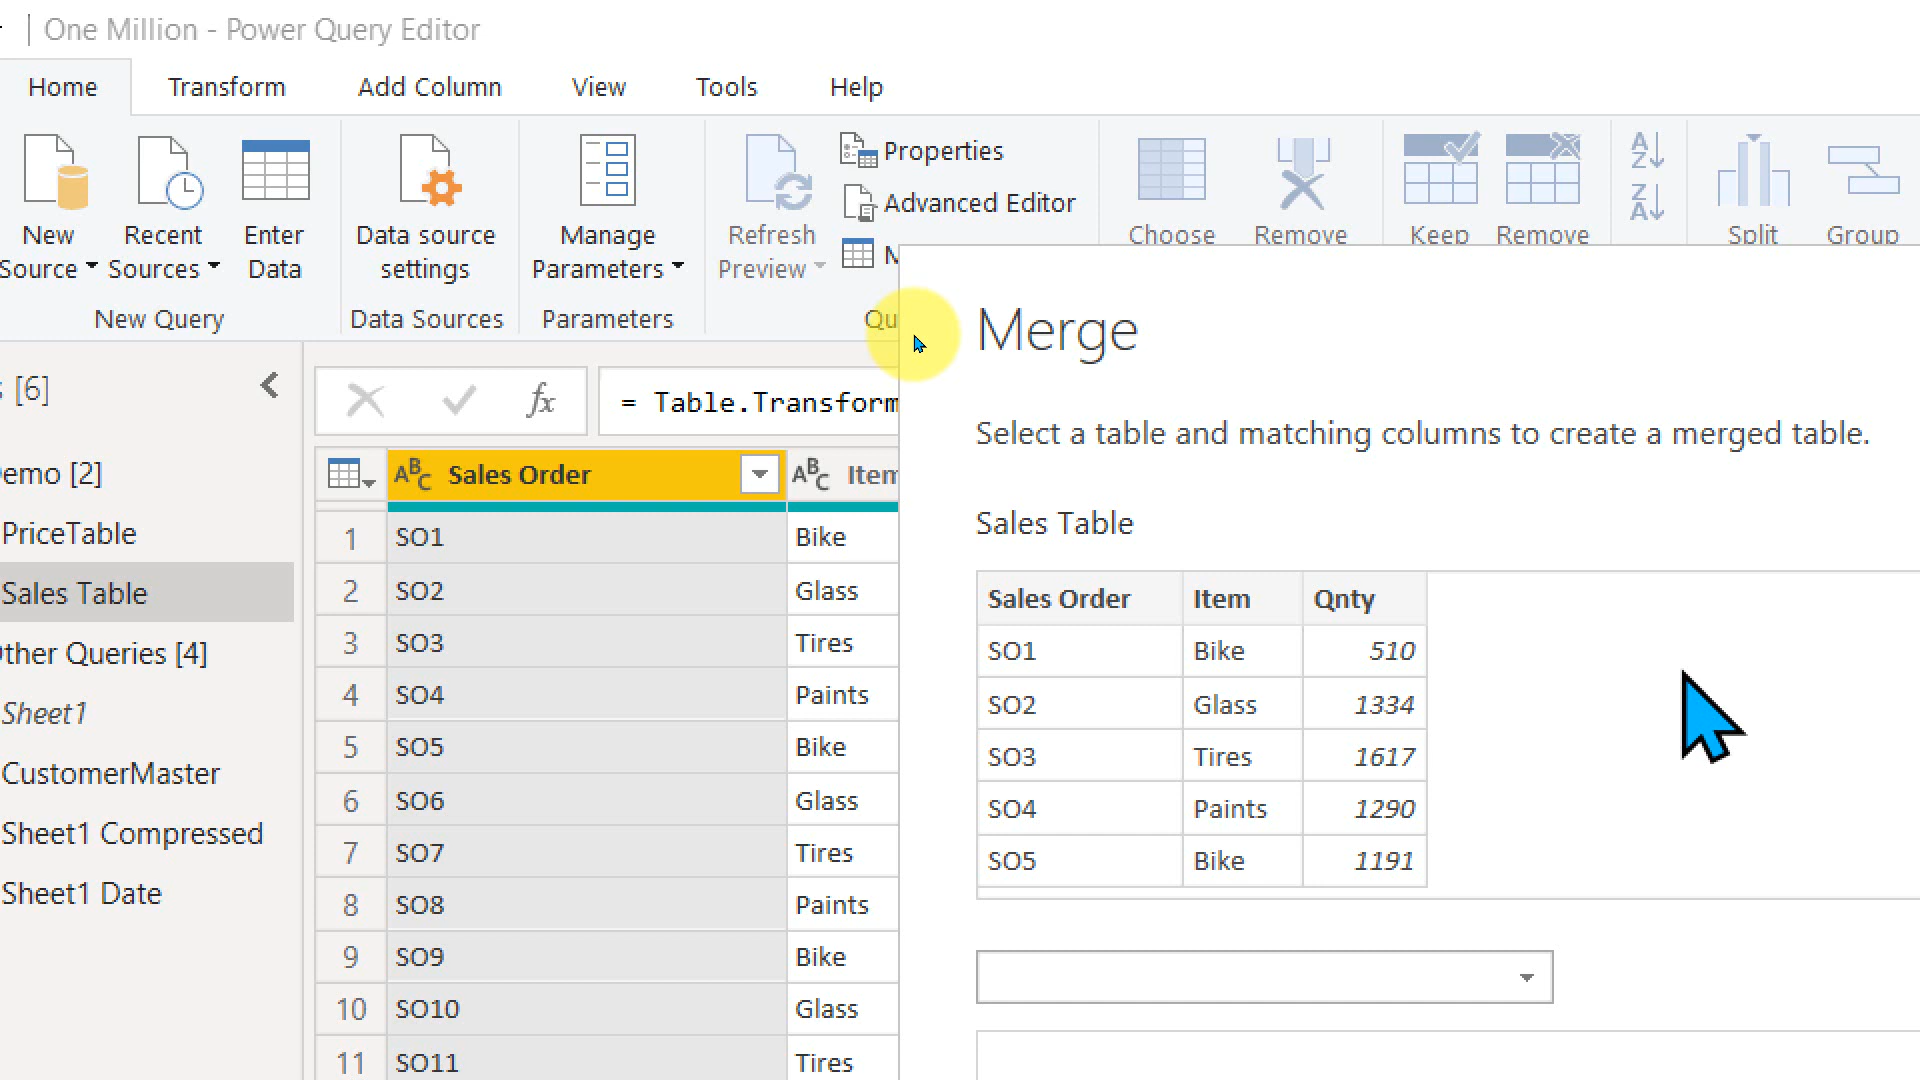 One Million - Power Query Editor
Home Transform Add Column View Tools Help
New Source
Recent Sources
Enter Data
Data source settings
Manage Parameters
Refresh Preview
Properties
Advanced Editor
M
Choose
Remove
Keep
Remove
A
Z
Z
A
Split
Group
New Query
Data Sources
Parameters
Qu
[6]
emo [2]
PriceTable
Sales Table
ther Queries [4]
Sheet1
CustomerMaster
Sheet1 Compressed
Sheet1 Date
fx
= Table.Transform
ABC Sales Order ABC Item
1 SO1 Bike
2 SO2 Glass
3 SO3 Tires
4 SO4 Paints
5 SO5 Bike
6 SO6 Glass
7 SO7 Tires
8 SO8 Paints
9 SO9 Bike
10 SO10 Glass
11 SO11 Tires
Merge
Select a table and matching columns to create a merged table.
Sales Table
Sales Order Item Qnty
SO1 Bike 510
SO2 Glass 1334
SO3 Tires 1617
SO4 Paints 1290
SO5 Bike 1191